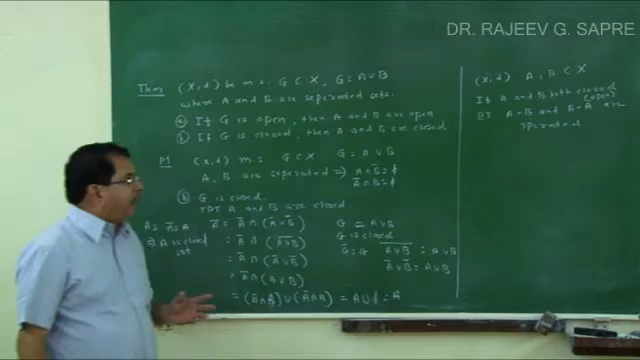 DR. RAJEEV G. SAPRE
Thm (X,d) be m.s. G ⊂ X, G = A∪B
where A and B are seperated sets.
(a) If G is open, then A and B are open
(b) If G is closed, then A and B are closed
Pf (X,d) m.s. G ⊂ X G = A∪B
A, B are seperated ⇒ A∩B̅ = ϕ
A̅∩B = ϕ
(b) G is closed.
TPT A and B are closed.
As A̅ = A
⇒ A is closed
set
A̅ = A̅∩(A̅∪B̅)
= A̅∩(A∪B)
= A̅∩(A̅∪B̅)
= A̅∩(A∪B)
= (A̅∩A)∪(A̅∩B) = A∪ϕ = A
G = A∪B
G is closed
G̅ = G A∪B = A∪B
A̅∪B̅ = A∪B
(X,d) A, B ⊂ X
If A and B both closed
(open)
PT A-B and B-A are
seperated